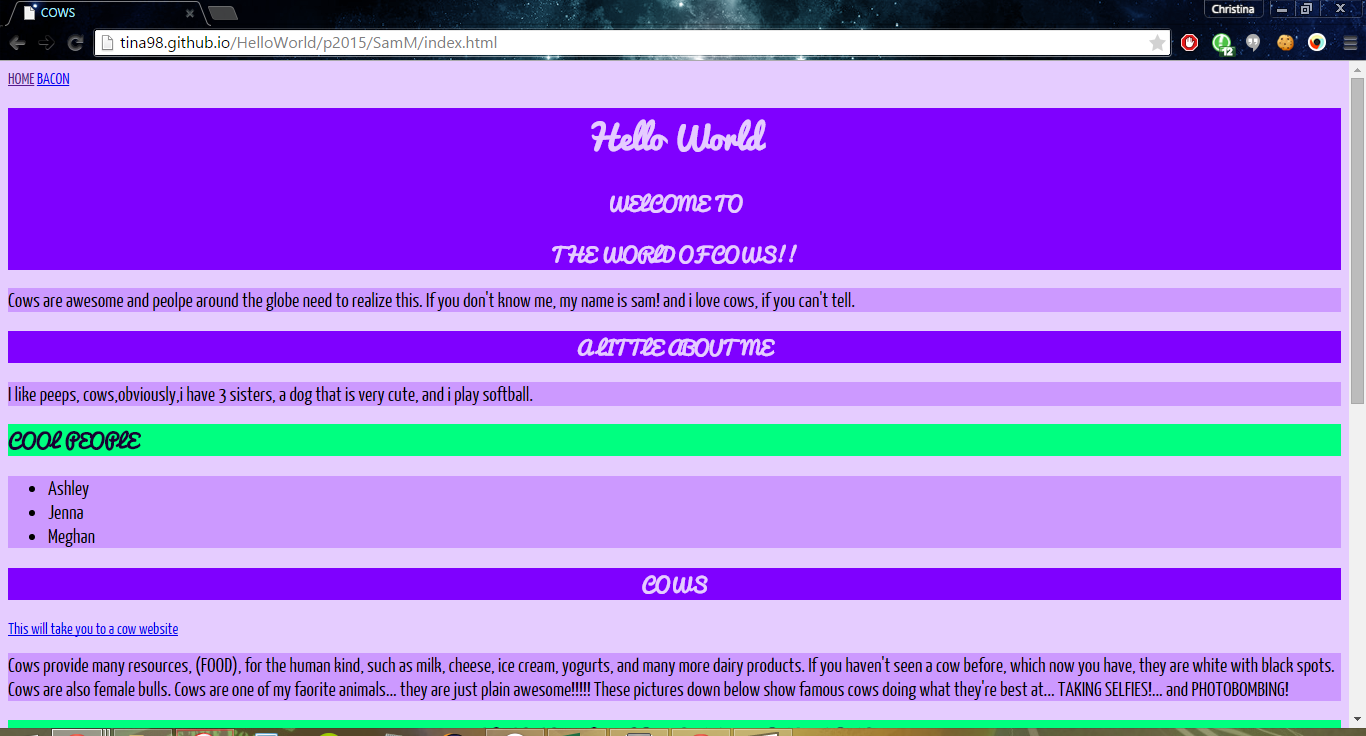 COWS
Christina
tina98.github.io/HelloWorld/p2015/SamM/index.html
12
HOME BACON
Hello World
WELCOME TO
THE WORLD OF COWS!!
Cows are awesome and peolpe around the globe need to realize this. If you don't know me, my name is sam! and i love cows, if you can't tell.
A LITTLE ABOUT ME
I like peeps, cows,obviously,i have 3 sisters, a dog that is very cute, and i play softball.
COOL PEOPLE
• Ashley
• Jenna
• Meghan
COWS
This will take you to a cow website
Cows provide many resources, (FOOD), for the human kind, such as milk, cheese, ice cream, yogurts, and many more dairy products. If you haven't seen a cow before, which now you have, they are white with black spots.
Cows are also female bulls. Cows are one of my faorite animals... they are just plain awesome!!!!! These pictures down below show famous cows doing what they're best at... TAKING SELFIES!... and PHOTOBOMBING!